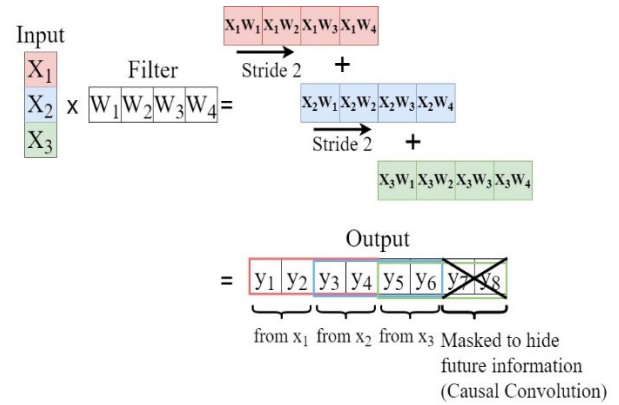 Input
X₁
X₂
X₃
x
Filter
W₁ W₂ W₃ W₄
=
X₁W₁ X₁W₂ X₁W₃ X₁W₄
Stride 2
+
X₂W₁ X₂W₂ X₂W₃ X₂W₄
Stride 2
+
X₃W₁ X₃W₂ X₃W₃ X₃W₄
Output
= y₁ y₂ y₃ y₄ y₅ y₆ y₇ y₈
from x₁ from x₂ from x₃ Masked to hide
future information
(Causal Convolution)